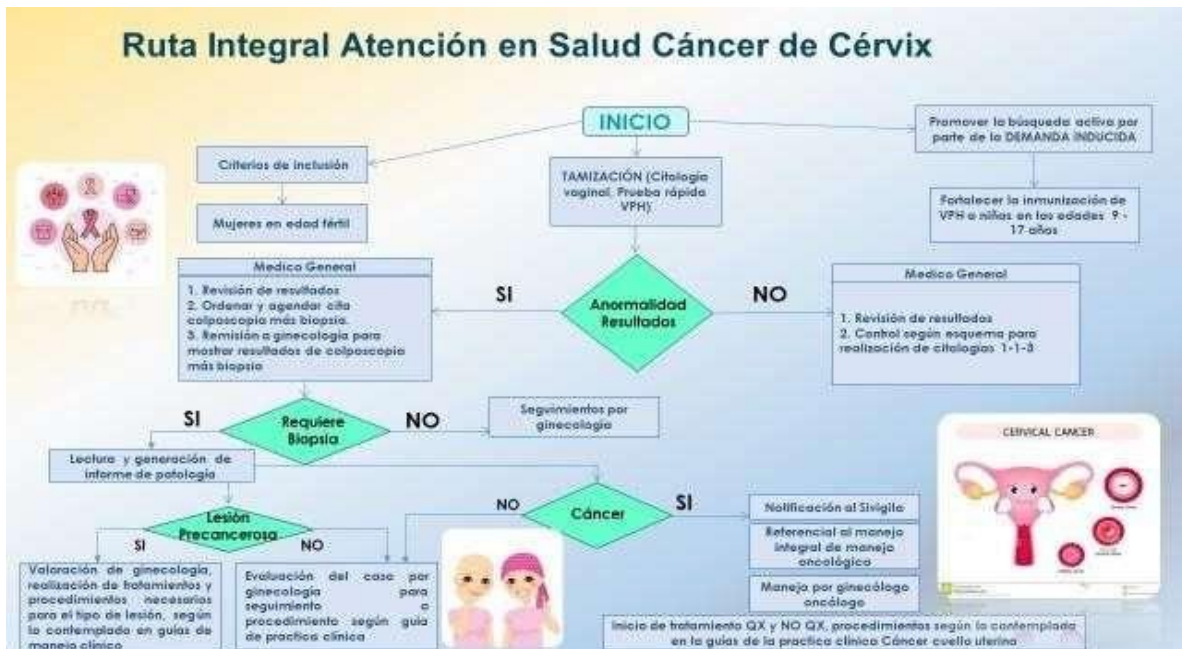 Ruta Integral Atención en Salud Cáncer de Cérvix
INICIO
Promover la búsqueda activa por
parte de la DEMANDA INDUCIDA
Criterios de inclusión
TAMIZACIÓN (Citología
vaginal, Prueba rápida
VPH)
Fortalecer la inmunización de
VPH a niñas en las edades 9 -
17 años
Mujeres en edad fértil
Medico General
1. Revisión de resultados
2. Ordenar y agendar cita
colposcopia más biopsia.
3. Remisión a ginecología para
mostrar resultados de colposcopia
más biopsia
SI
Anormalidad
Resultados
NO
Medico General
1. Revisión de resultados
2. Control según esquema para
realización de citologías 1-1-3
SI
Requiere
Biopsia
NO
Seguimientos por
ginecología
Lectura y generación de
informe de patología
CERVICAL CANCER
NO
Cáncer
SI
Notificación al Sivigila
Referencial al manejo
integral de manejo
oncológico
Manejo por ginecólogo
oncólogo
Lesión
Precancerosa
SI
NO
Valoración de ginecología,
realización de tratamientos y
procedimientos necesarios
para el tipo de lesión, según
lo contemplado en guías de
manejo clínico
Evaluación del caso por
ginecología para
seguimiento o
procedimiento según guía
de practica clínica
Inicio de tratamiento QX y NO QX, procedimientos según lo contemplado
en la guías de la practica clínica Cáncer cuello uterino